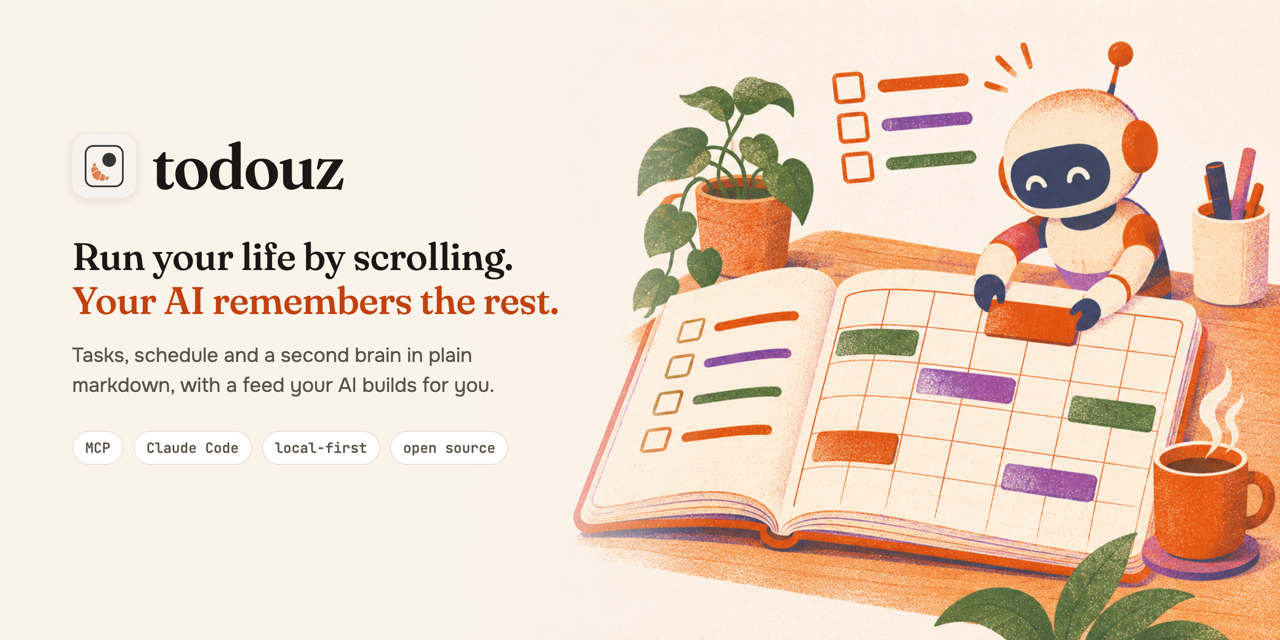 todouz
Run your life by scrolling.
Your AI remembers the rest.
Tasks, schedule and a second brain in plain
markdown, with a feed your AI builds for you.
MCP
Claude Code
local-first
open source